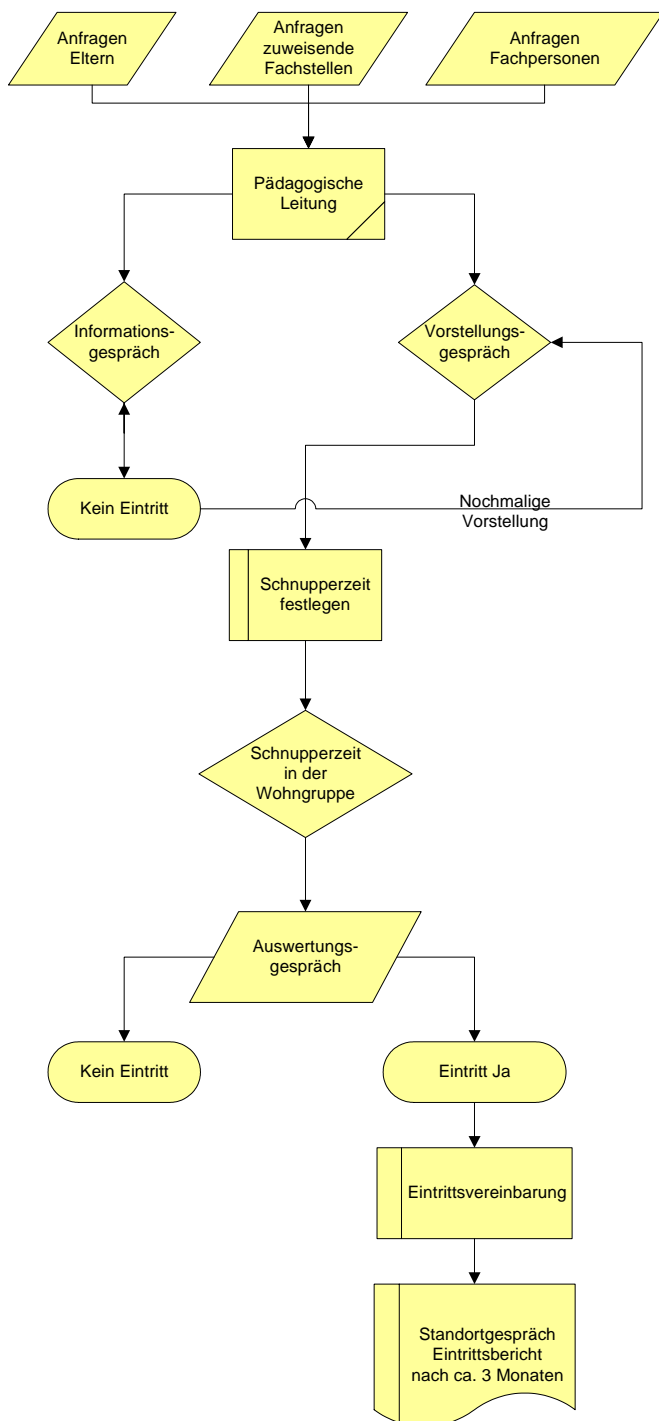 Anfragen
Eltern
Anfragen
zuweisende
Fachstellen
Anfragen
Fachpersonen
Pädagogische
Leitung
Informations-
gespräch
Vorstellungs-
gespräch
Kein Eintritt
Nochmalige
Vorstellung
Schnupperzeit
festlegen
Schnupperzeit
in der
Wohngruppe
Auswertungs-
gespräch
Kein Eintritt
Eintritt Ja
Eintrittsvereinbarung
Standortgespräch
Eintrittsbericht
nach ca. 3 Monaten